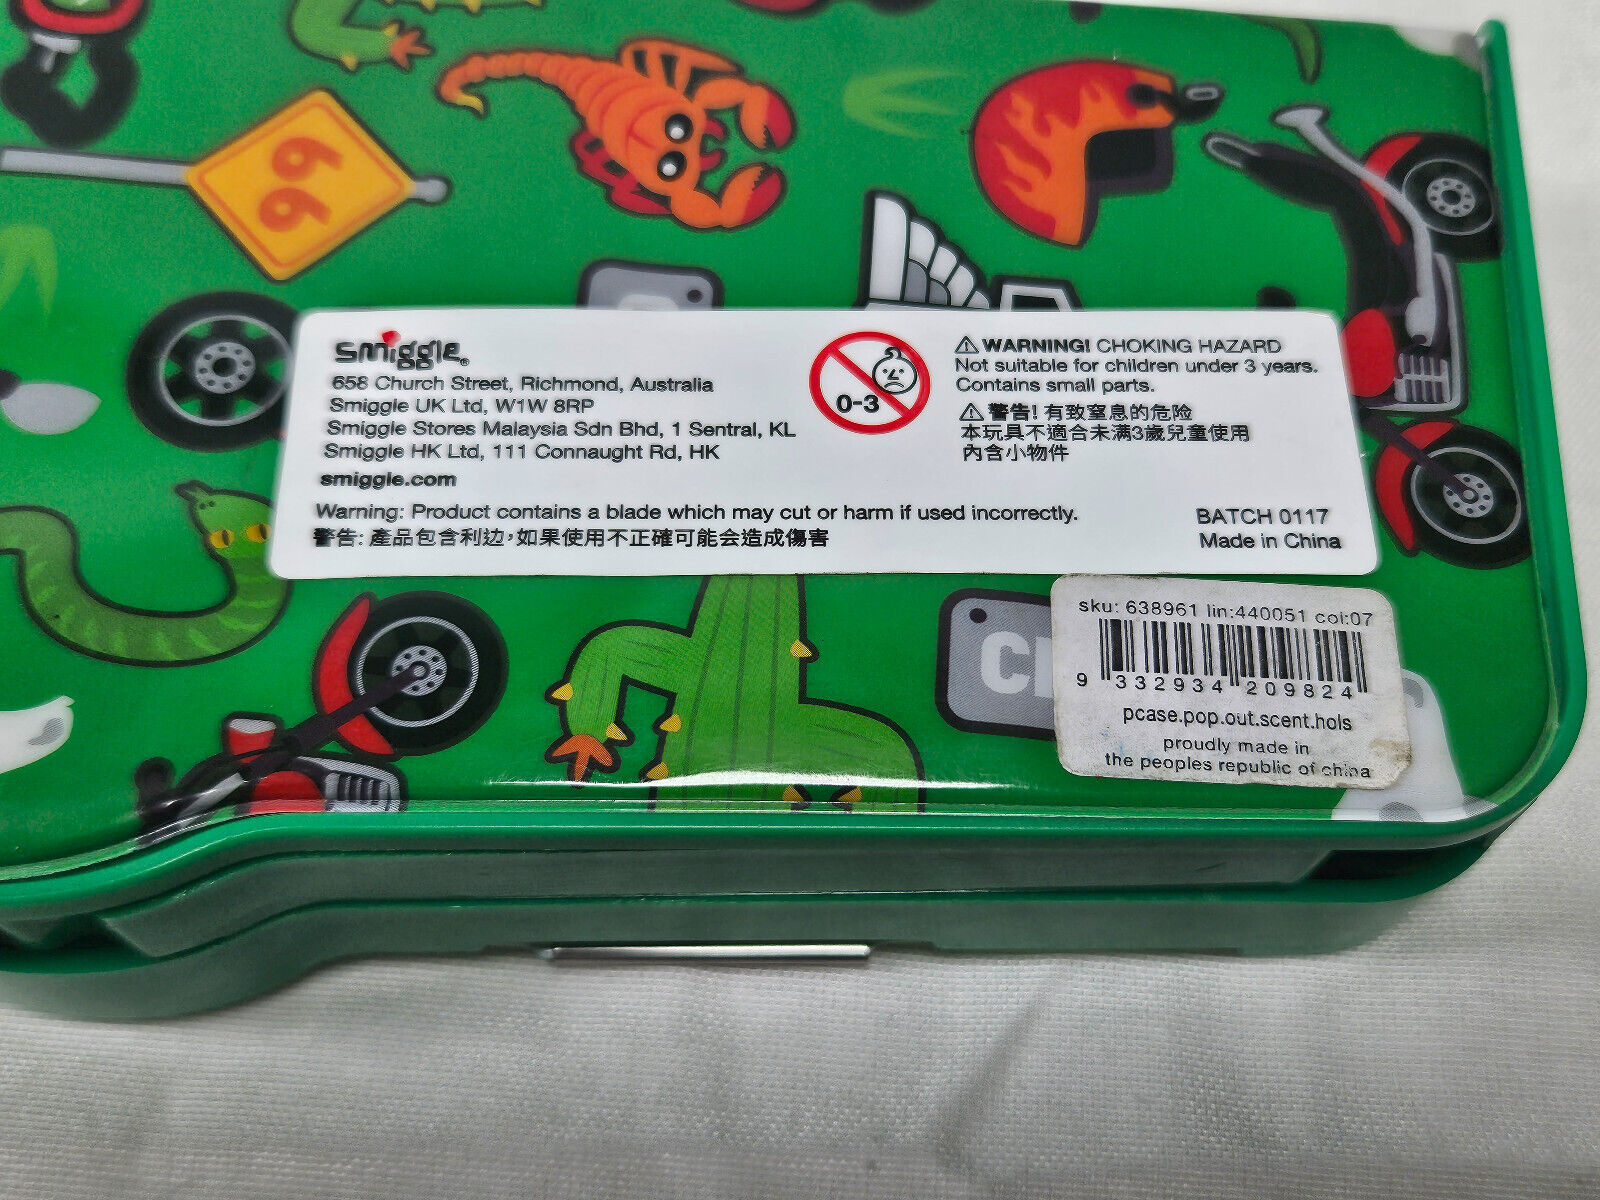 66
smiggle®
658 Church Street, Richmond, Australia
Smiggle UK Ltd, W1W 8RP
Smiggle Stores Malaysia Sdn Bhd, 1 Sentral, KL
Smiggle HK Ltd, 111 Connaught Rd, HK
smiggle.com
0-3
⚠ WARNING! CHOKING HAZARD
Not suitable for children under 3 years.
Contains small parts.
⚠ 警告! 有致窒息的危险
本玩具不適合未满3歲兒童使用
內含小物件
Warning: Product contains a blade which may cut or harm if used incorrectly.
警告: 產品包含利边,如果使用不正確可能会造成傷害
BATCH 0117
Made in China
sku: 638961 lin:440051 col:07
9 332934 209824
pcase.pop.out.scent.hols
proudly made in
the peoples republic of china